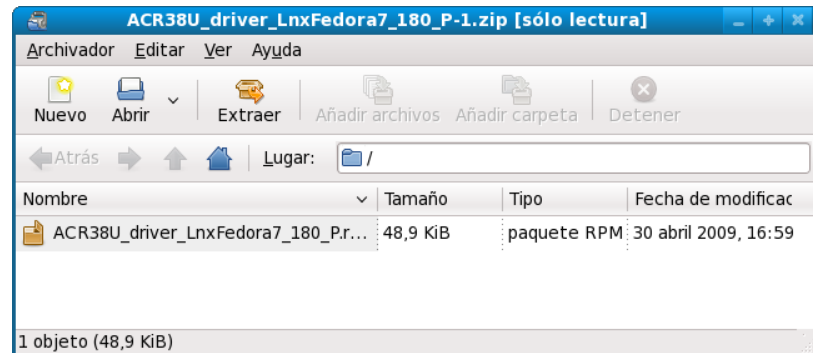 ACR38U_driver_LnxFedora7_180_P-1.zip [sólo lectura]
Archivador Editar Ver Ayuda
Nuevo Abrir Extraer Añadir archivos Añadir carpeta Detener
Atrás Lugar: /
Nombre Tamaño Tipo Fecha de modificac
ACR38U_driver_LnxFedora7_180_P.r... 48,9 KiB paquete RPM 30 abril 2009, 16:59
1 objeto (48,9 KiB)